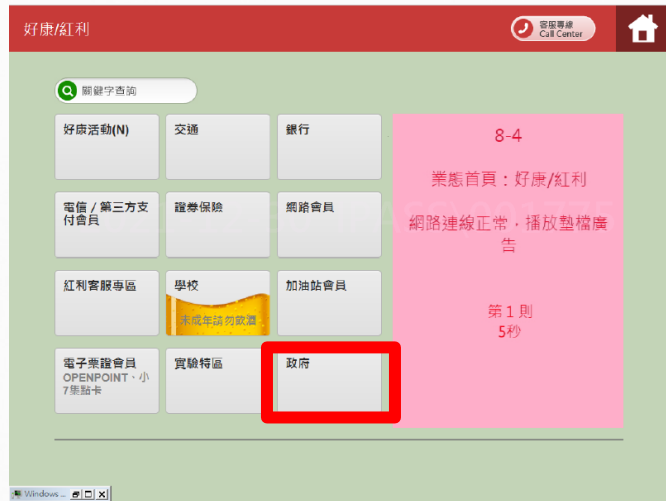 好康/紅利
客服專線
Call Center
關鍵字查詢
好康活動(N)
交通
銀行
電信 / 第三方支
付會員
證券保險
網路會員
紅利客服專區
學校
未成年請勿飲酒
加油站會員
電子票證會員
OPENPOINT、小
7集點卡
實驗特區
政府
8-4
業態首頁：好康/紅利
網路連線正常，播放墊檔廣
告
第1則
5秒
Windows ...